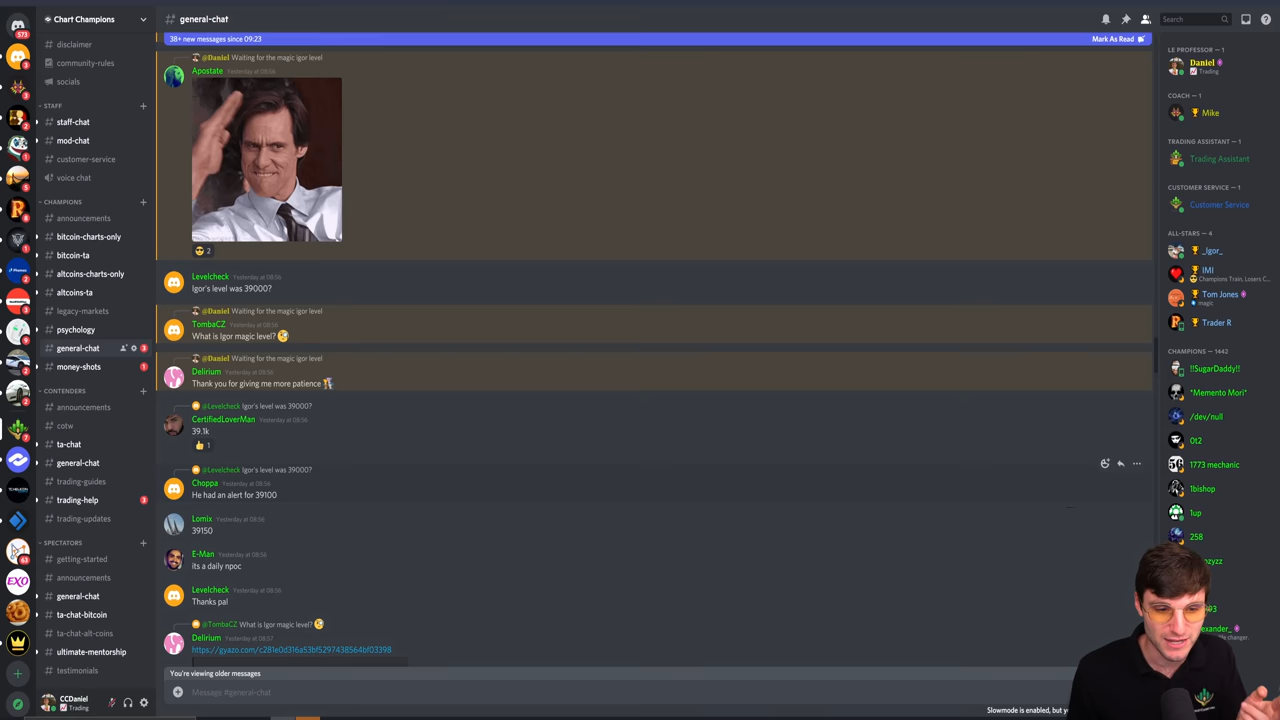 Chart Champions
general-chat
Search
573
38+ new messages since 09:23
Mark As Read
disclaimer
community-rules
socials
STAFF
staff-chat
mod-chat
customer-service
voice chat
CHAMPIONS
announcements
bitcoin-charts-only
bitcoin-ta
altcoins-charts-only
altcoins-ta
legacy-markets
psychology
general-chat
3
money-shots
1
CONTENDERS
announcements
cotw
ta-chat
general-chat
trading-guides
trading-help
3
trading-updates
SPECTATORS
getting-started
announcements
general-chat
ta-chat-bitcoin
ta-chat-alt-coins
ultimate-mentorship
testimonials
CCDaniel
Trading
@Daniel Waiting for the magic igor level
Apostate Yesterday at 08:56
2
Levelcheck Yesterday at 08:56
Igor's level was 39000?
@Daniel Waiting for the magic igor level
TombaCZ Yesterday at 08:56
What is Igor magic level?
@Daniel Waiting for the magic igor level
Delirium Yesterday at 08:56
Thank you for giving me more patience
@Levelcheck Igor's level was 39000?
CertifiedLoverMan Yesterday at 08:56
39.1k
1
@Levelcheck Igor's level was 39000?
Choppa Yesterday at 08:56
He had an alert for 39100
Lomix Yesterday at 08:56
39150
E-Man Yesterday at 08:56
its a daily npoc
Levelcheck Yesterday at 08:56
Thanks pal
@TombaCZ What is Igor magic level?
Delirium Yesterday at 08:57
https://gyazo.com/c281e0d316a53bf5297438564bf03398
You're viewing older messages
Message #general-chat
Slowmode is enabled, but
LE PROFESSOR — 1
Daniel
Trading
COACH — 1
Mike
TRADING ASSISTANT — 1
Trading Assistant
CUSTOMER SERVICE — 1
Customer Service
ALL-STARS — 4
_Igor_
IMI
Champions Train, Losers C...
Tom Jones
magic
Trader R
CHAMPIONS — 1442
!!SugarDaddy!!
*Memento Mori*
/dev/null
0t2
1773 mechanic
1bishop
1up
258